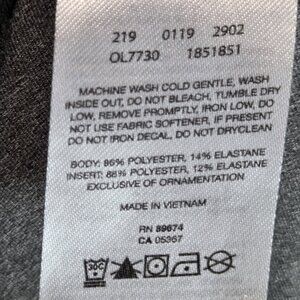 219 0119 2902
OL7730 1851851
MACHINE WASH COLD GENTLE, WASH
INSIDE OUT, DO NOT BLEACH, TUMBLE DRY
LOW, REMOVE PROMPTLY, IRON LOW, DO
NOT USE FABRIC SOFTENER, IF PRESENT
DO NOT IRON DECAL, DO NOT DRYCLEAN
BODY: 86% POLYESTER, 14% ELASTANE
INSERT: 88% POLYESTER, 12% ELASTANE
EXCLUSIVE OF ORNAMENTATION
MADE IN VIETNAM
RN 89674
CA 05367
30C